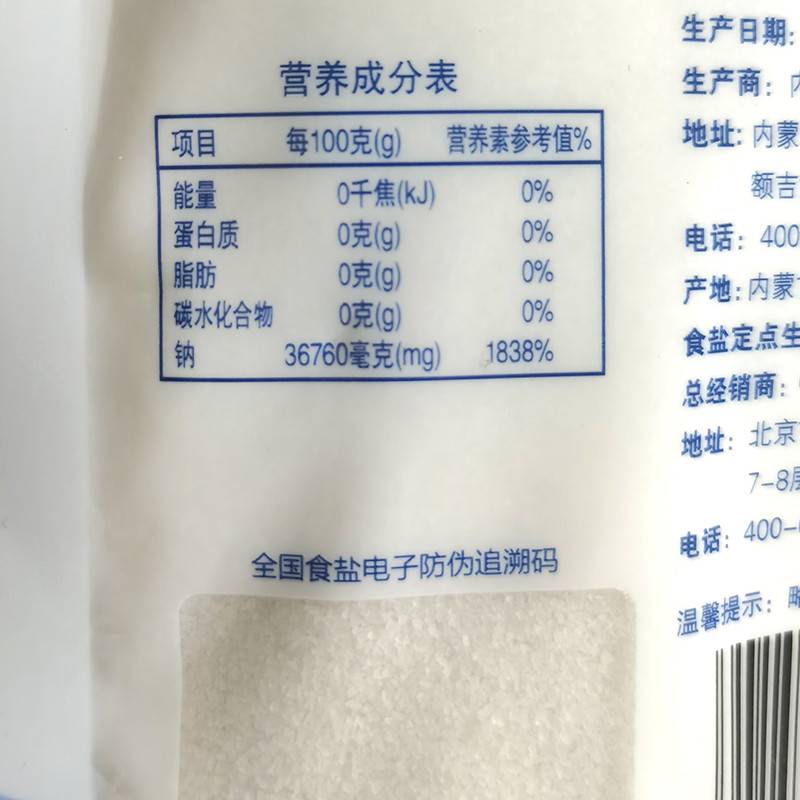 营养成分表
项目 每100克(g) 营养素参考值%
能量 0千焦(kJ) 0%
蛋白质 0克(g) 0%
脂肪 0克(g) 0%
碳水化合物 0克(g) 0%
钠 36760毫克(mg) 1838%
全国食盐电子防伪追溯码
生产日期:
生产商:
地址: 内蒙
额吉
电话: 400
产地: 内蒙
食盐定点生
总经销商:
地址: 北京
7-8层
电话: 400-
温馨提示: